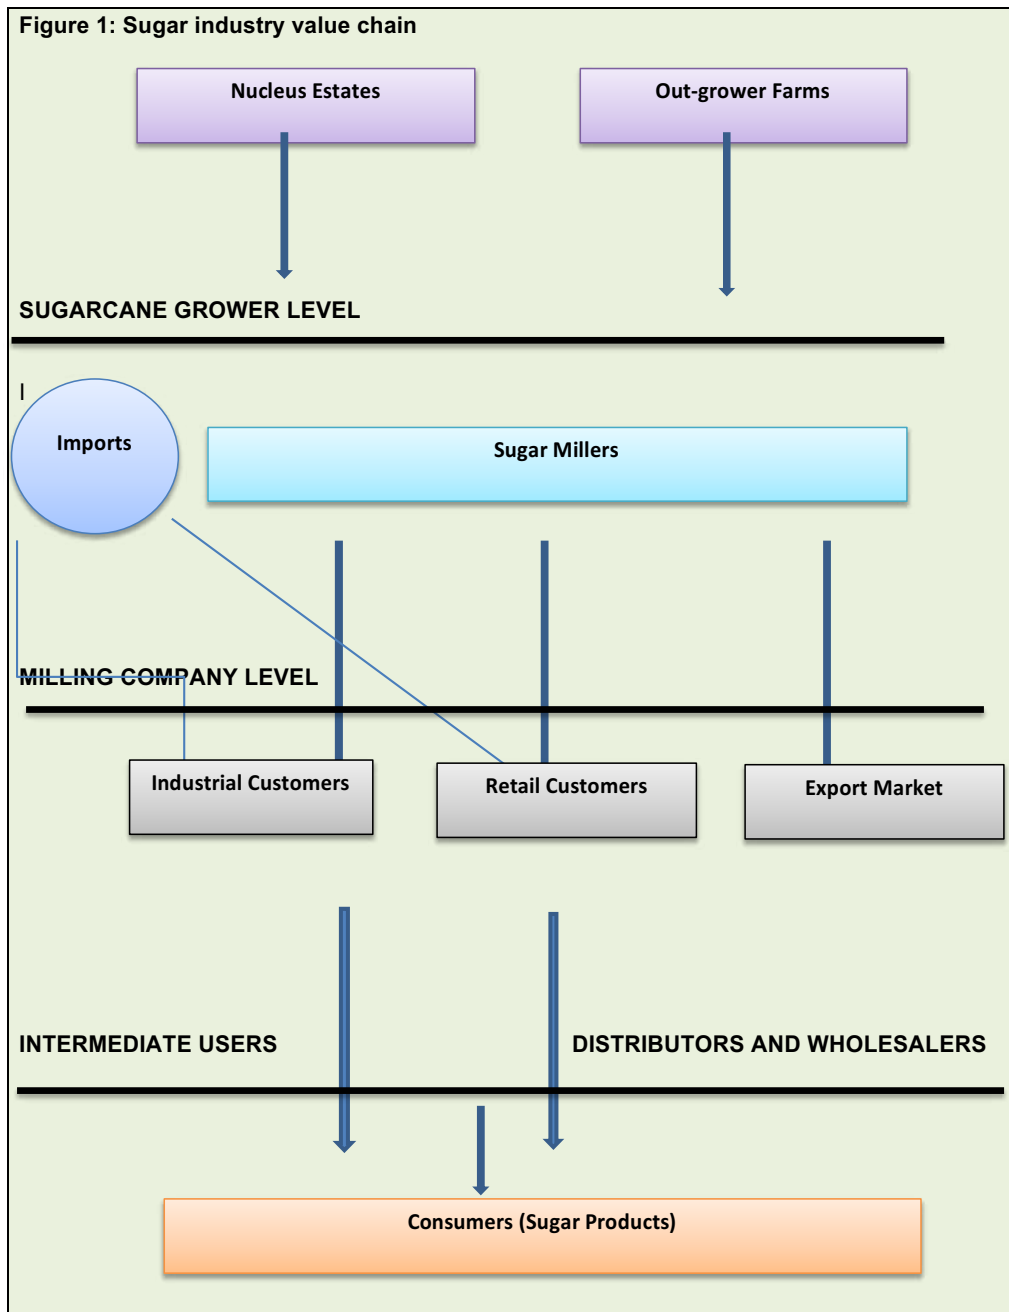 Figure 1: Sugar industry value chain
Nucleus Estates
Out-grower Farms
SUGARCANE GROWER LEVEL
I
Imports
Sugar Millers
MILLING COMPANY LEVEL
Industrial Customers
Retail Customers
Export Market
INTERMEDIATE USERS
DISTRIBUTORS AND WHOLESALERS
Consumers (Sugar Products)